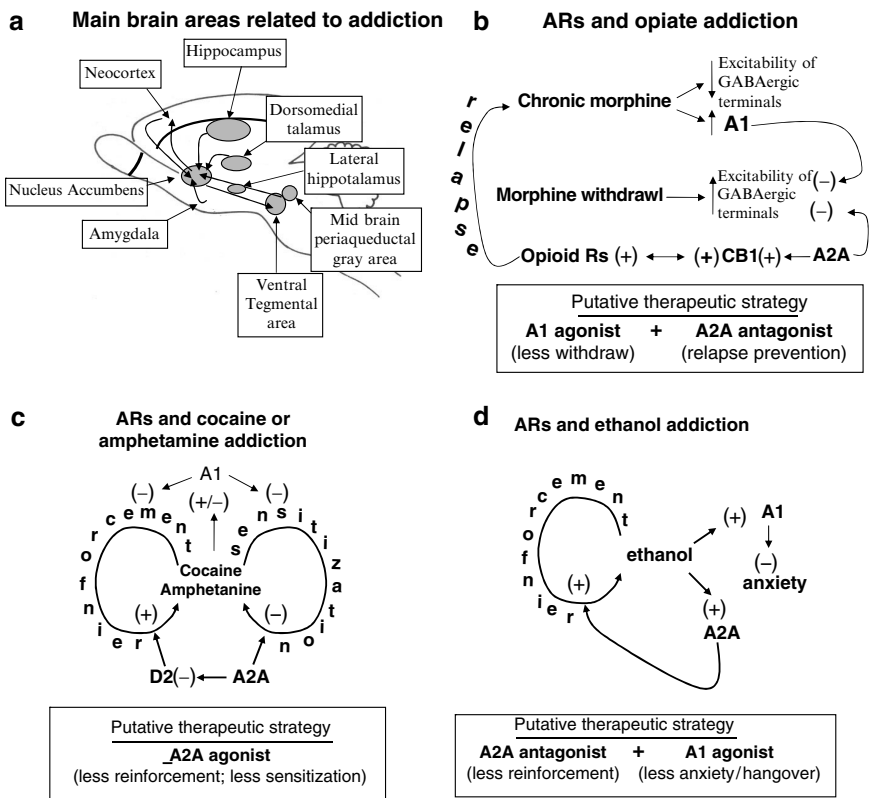 a
Main brain areas related to addiction
Hippocampus
Neocortex
Dorsomedial
talamus
Lateral
hippotalamus
Nucleus Accumbens
Amygdala
Mid brain
periaqueductal
gray area
Ventral
Tegmental
area
b
ARs and opiate addiction
relapse
Chronic morphine
Excitability of
GABAergic
terminals
A1
Morphine withdrawl
Excitability of
GABAergic
terminals
(−)
(−)
Opioid Rs (+) (+) CB1(+) A2A
Putative therapeutic strategy
A1 agonist + A2A antagonist
(less withdraw) (relapse prevention)
c
ARs and cocaine or
amphetamine addiction
A1
(−) (+/−) (−)
reinforcement
sensitization
Cocaine
Amphetanine
(+) (−)
D2(−) A2A
Putative therapeutic strategy
_A2A agonist
(less reinforcement; less sensitization)
d
ARs and ethanol addiction
reinforcement
ethanol
(+) A1
(−)
anxiety
(+)
(+)
A2A
Putative therapeutic strategy
A2A antagonist + A1 agonist
(less reinforcement) (less anxiety/hangover)